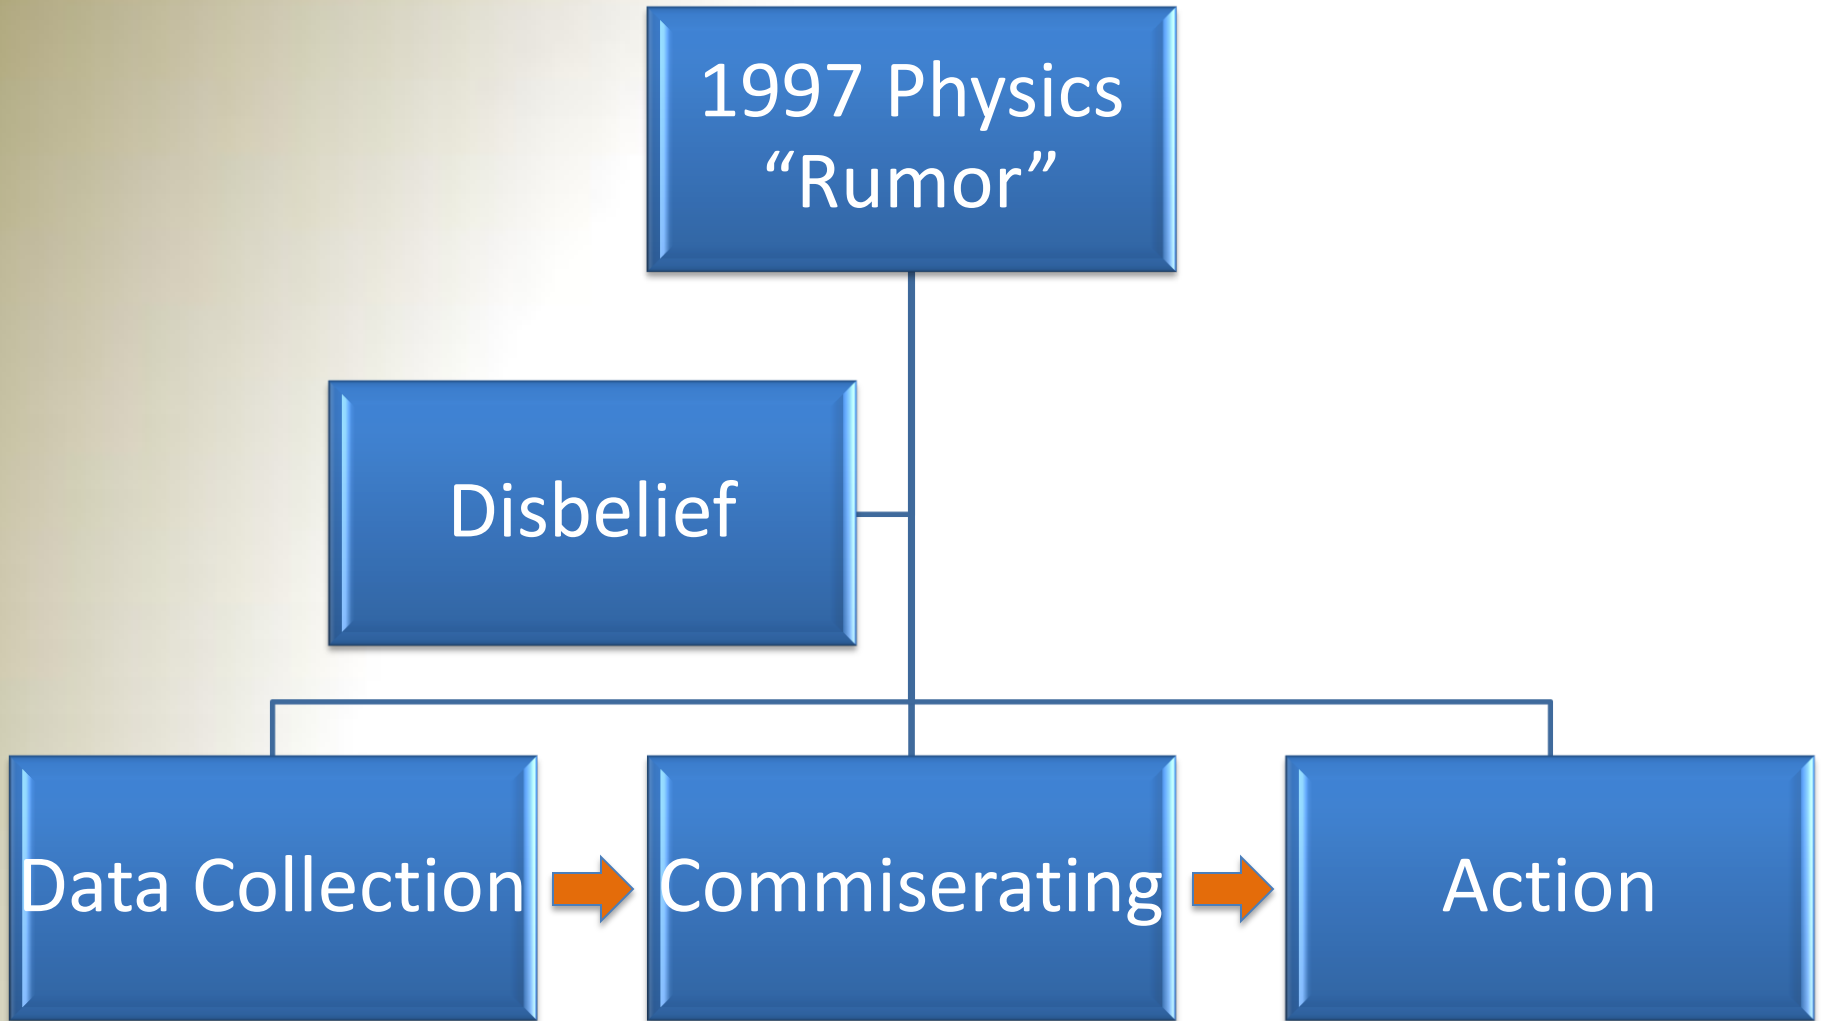 1997 Physics
“Rumor”
Disbelief
Data Collection
Commiserating
Action